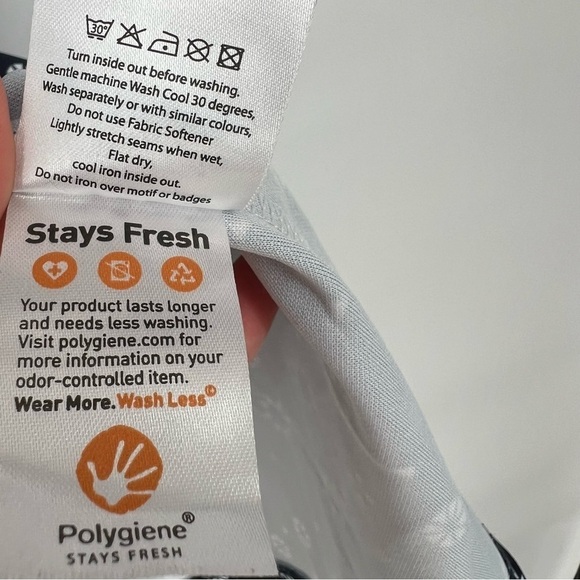 30°
Turn inside out before washing.
Gentle machine Wash Cool 30 degrees,
Wash separately or with similar colours,
Do not use Fabric Softener
Lightly stretch seams when wet,
Flat dry,
cool iron inside out.
Do not iron over motif or badges
Stays Fresh
Your product lasts longer
and needs less washing.
Visit polygiene.com for
more information on your
odor-controlled item.
Wear More. Wash Less©
Polygiene®
STAYS FRESH